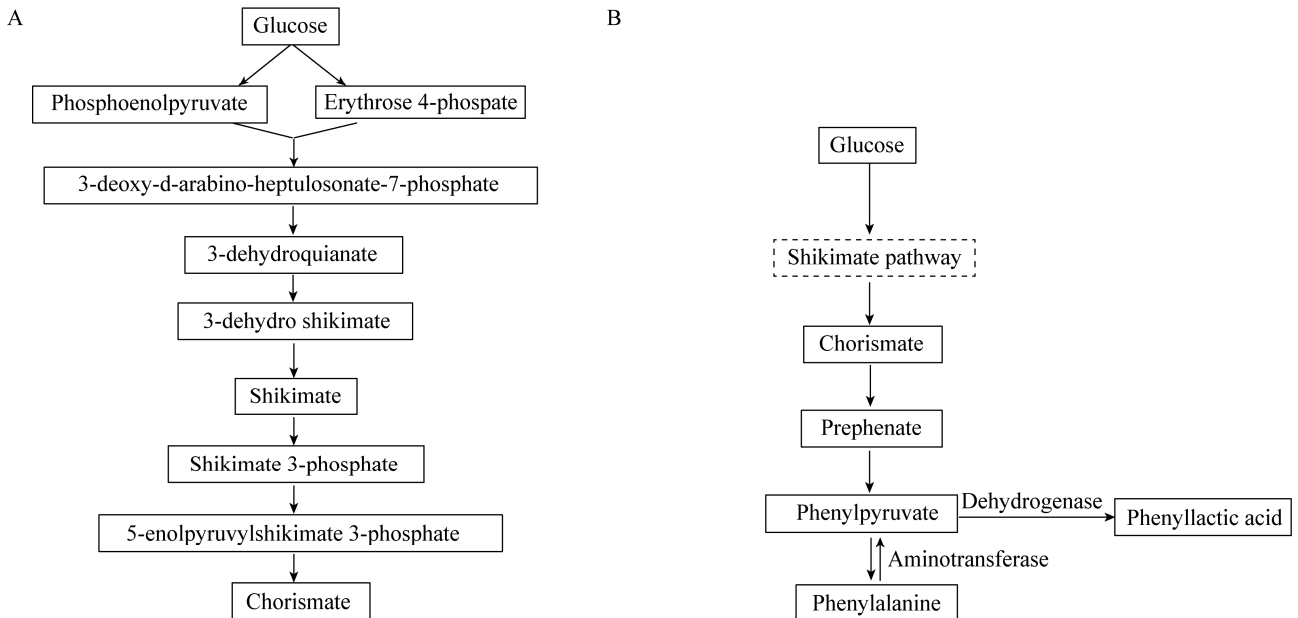 A
Glucose
Phosphoenolpyruvate
Erythrose 4-phospate
3-deoxy-d-arabino-heptulosonate-7-phosphate
3-dehydroquianate
3-dehydro shikimate
Shikimate
Shikimate 3-phosphate
5-enolpyruvylshikimate 3-phosphate
Chorismate
B
Glucose
Shikimate pathway
Chorismate
Prephenate
Phenylpyruvate
Dehydrogenase
Phenyllactic acid
Aminotransferase
Phenylalanine